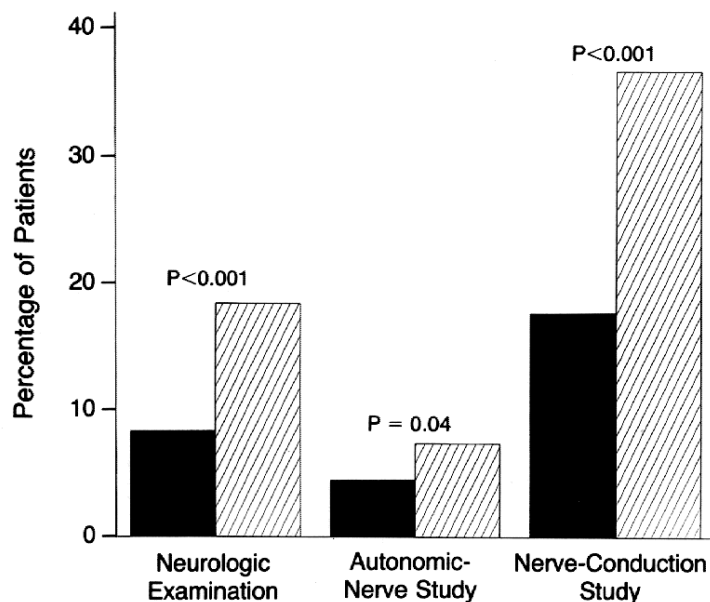 40
30
20
10
0
Percentage of Patients
P<0.001
P = 0.04
P<0.001
Neurologic
Examination
Autonomic-
Nerve Study
Nerve-Conduction
Study